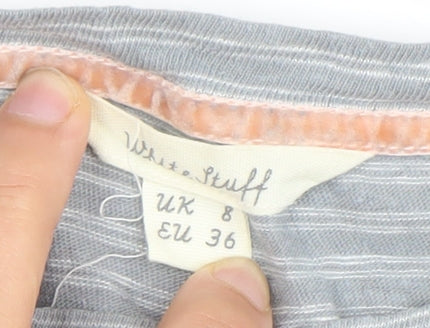 White Stuff
UK 8
EU 36